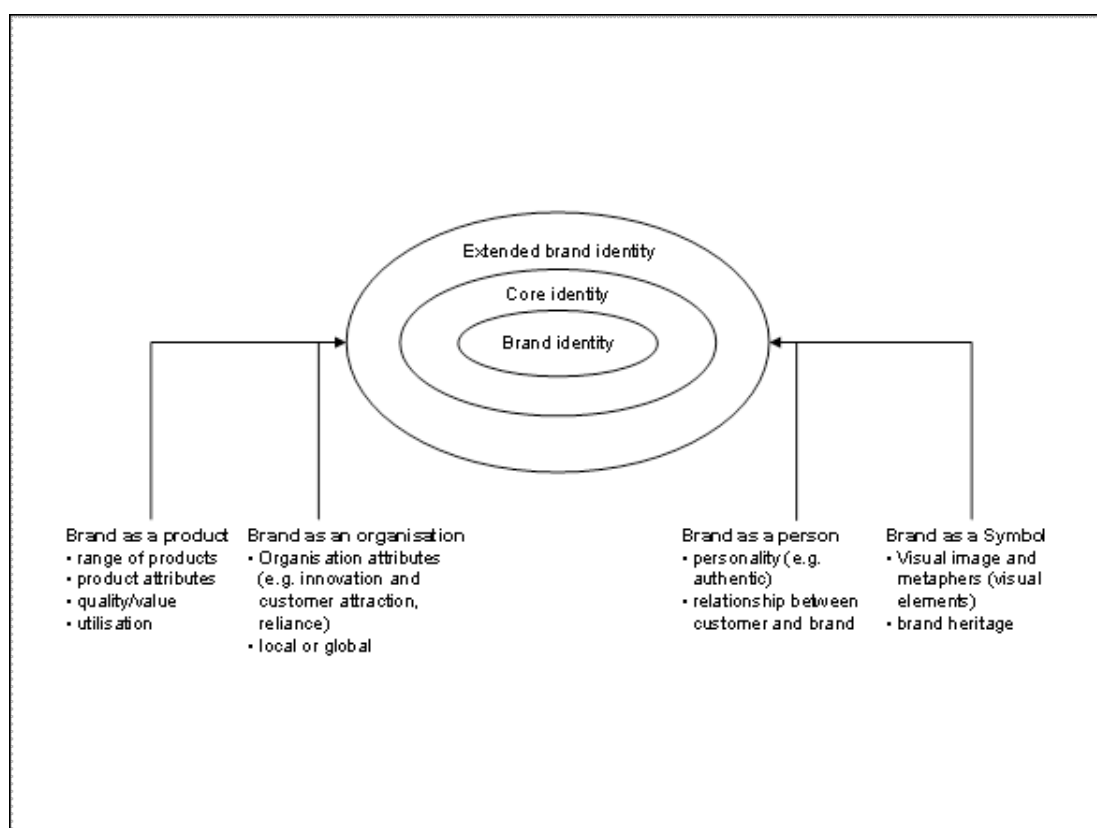 Extended brand identity
Core identity
Brand identity
Brand as a product
• range of products
• product attributes
• quality/value
• utilisation
Brand as an organisation
• Organisation attributes
(e.g. innovation and
customer attraction,
reliance)
• local or global
Brand as a person
• personality (e.g.
authentic)
• relationship between
customer and brand
Brand as a Symbol
• Visual image and
metaphers (visual
elements)
• brand heritage